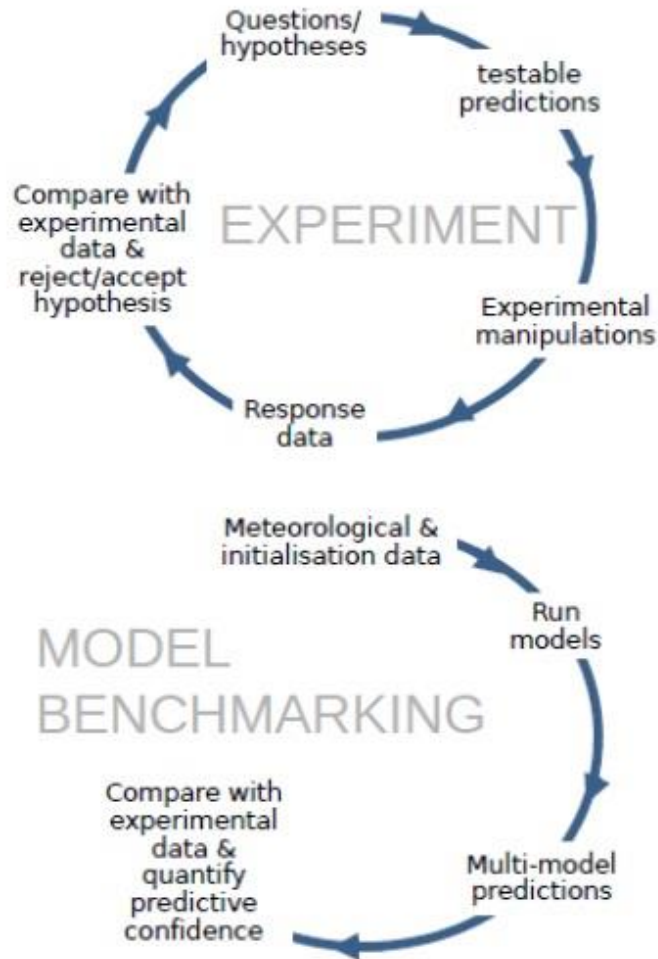 Questions/
hypotheses
testable
predictions
EXPERIMENT
Compare with
experimental
data &
reject/accept
hypothesis
Experimental
manipulations
Response
data
Meteorological &
initialisation data
Run
models
MODEL
BENCHMARKING
Compare with
experimental
data &
quantify
predictive
confidence
Multi-model
predictions